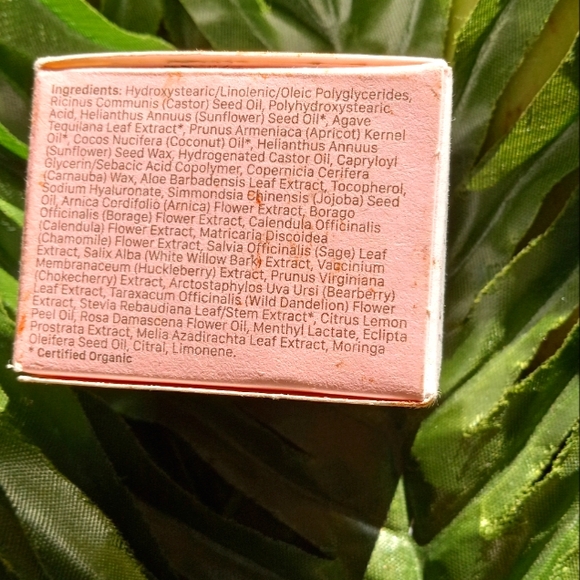 Ingredients: Hydroxystearic/Linolenic/Oleic Polyglycerides,
Ricinus Communis (Castor) Seed Oil, Polyhydroxystearic
Acid, Helianthus Annuus (Sunflower) Seed Oil*, Agave
Tequilana Leaf Extract*, Prunus Armeniaca (Apricot) Kernel
Oil*, Cocos Nucifera (Coconut) Oil*, Helianthus Annuus
(Sunflower) Seed Wax, Hydrogenated Castor Oil, Capryloyl
Glycerin/Sebacic Acid Copolymer, Copernicia Cerifera
(Carnauba) Wax, Aloe Barbadensis Leaf Extract, Tocopherol,
Sodium Hyaluronate, Simmondsia Chinensis (Jojoba) Seed
Oil, Arnica Cordifolio (Arnica) Flower Extract, Borago
Officinalis (Borage) Flower Extract, Calendula Officinalis
(Calendula) Flower Extract, Matricaria Discoidea
(Chamomile) Flower Extract, Salvia Officinalis (Sage) Leaf
Extract, Salix Alba (White Willow Bark) Extract, Vaccinium
Membranaceum (Huckleberry) Extract, Prunus Virginiana
(Chokecherry) Extract, Arctostaphylos Uva Ursi (Bearberry)
Leaf Extract, Taraxacum Officinalis (Wild Dandelion) Flower
Extract, Stevia Rebaudiana Leaf/Stem Extract*, Citrus Lemon
Peel Oil, Rosa Damascena Flower Oil, Menthyl Lactate, Eclipta
Prostrata Extract, Melia Azadirachta Leaf Extract, Moringa
Oleifera Seed Oil, Citral, Limonene.
* Certified Organic